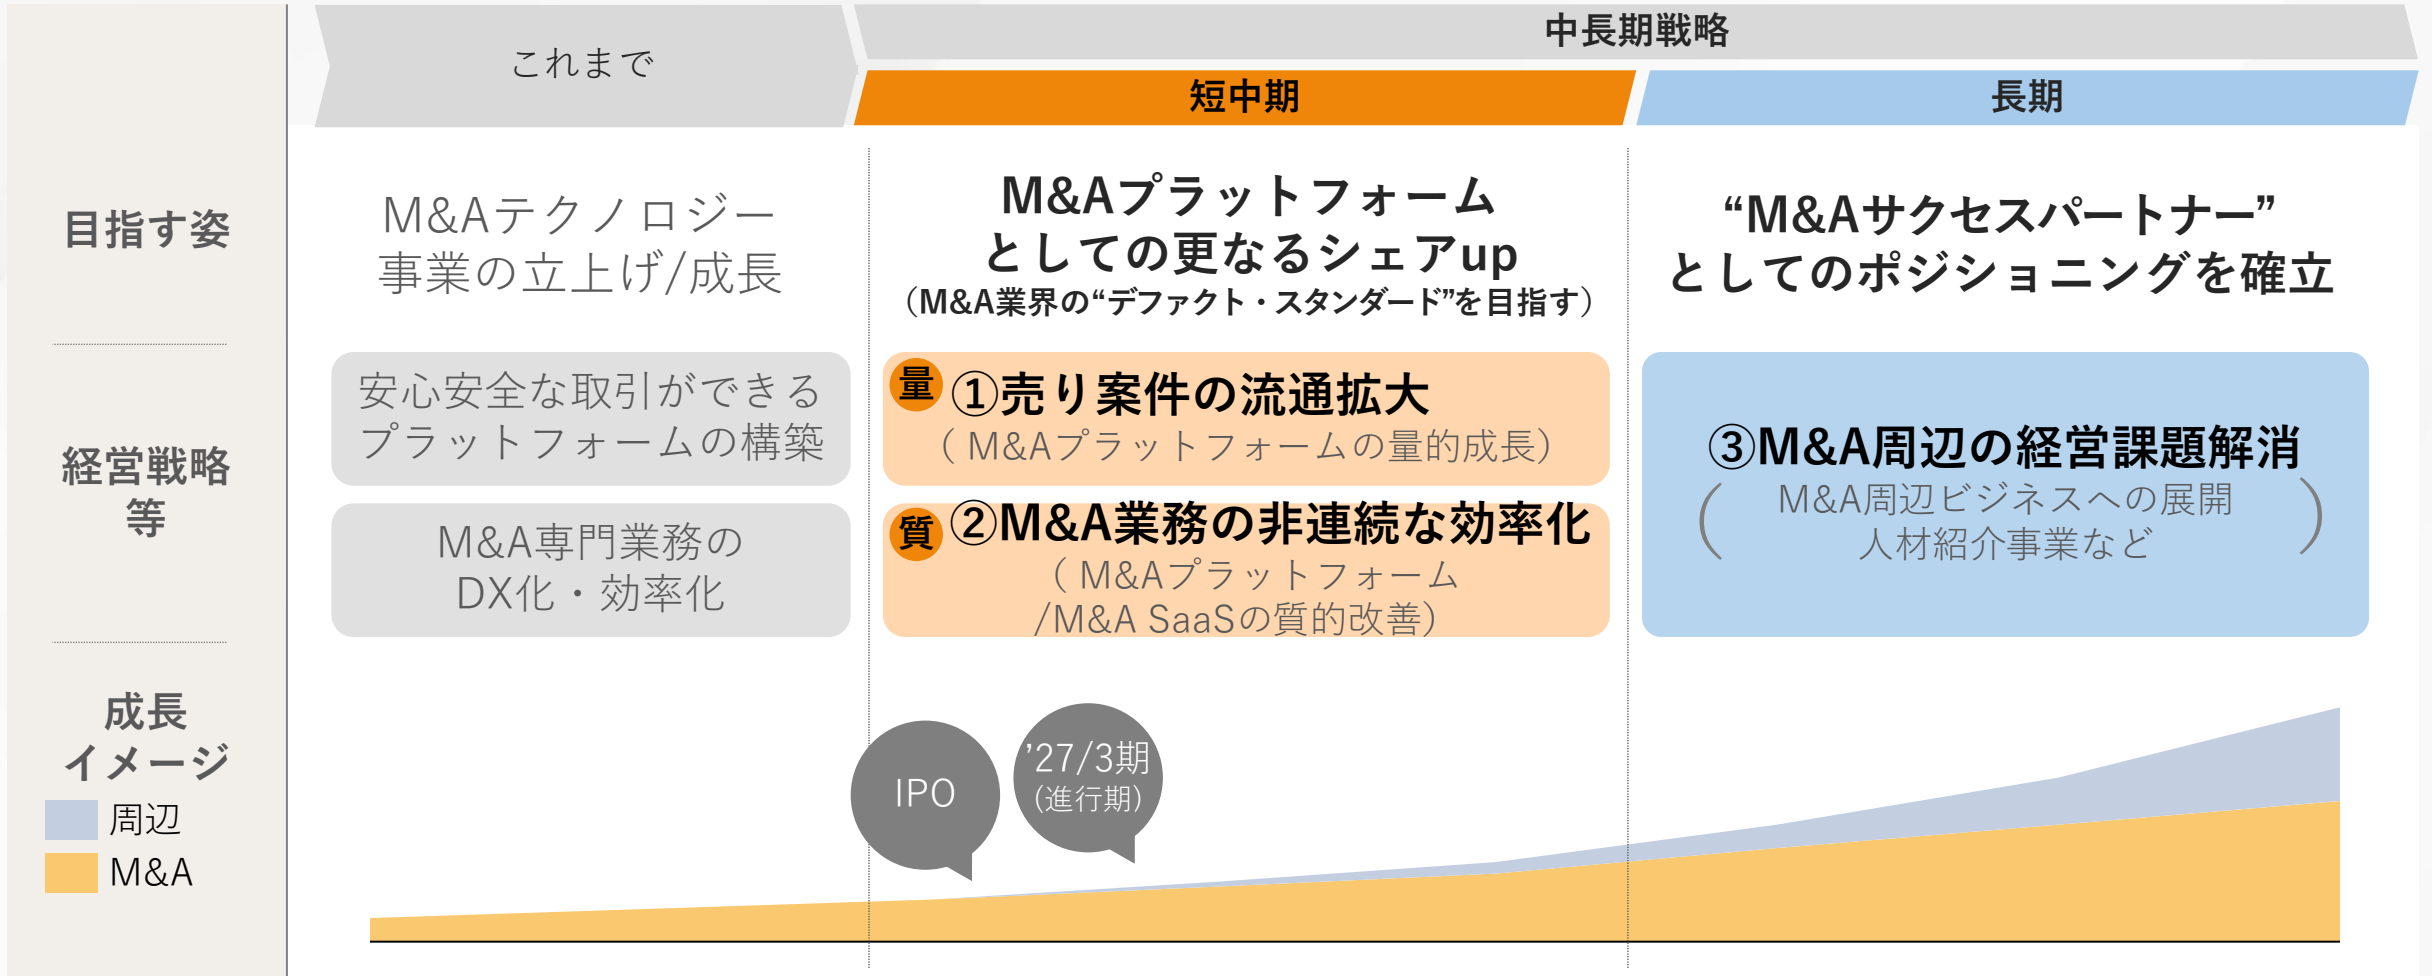 これまで
中長期戦略
短中期
長期
目指す姿
M&Aテクノロジー
事業の立上げ/成長
M&Aプラットフォーム
としての更なるシェアup
（M&A業界の“デファクト・スタンダード”を目指す）
“M&Aサクセスパートナー”
としてのポジショニングを確立
経営戦略
等
安心安全な取引ができる
プラットフォームの構築
M&A専門業務の
DX化・効率化
量
①売り案件の流通拡大
（ M&Aプラットフォームの量的成長）
質
②M&A業務の非連続な効率化
（ M&Aプラットフォーム
/M&A SaaSの質的改善）
③M&A周辺の経営課題解消
（ M&A周辺ビジネスへの展開
人材紹介事業など ）
成長
イメージ
周辺
M&A
IPO
’27/3期
(進行期)